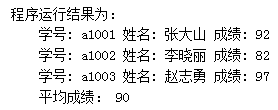 程序运行结果为：
学号：a1001 姓名：张大山 成绩：92
学号：a1002 姓名：李晓丽 成绩：82
学号：a1003 姓名：赵志勇 成绩：97
平均成绩： 90